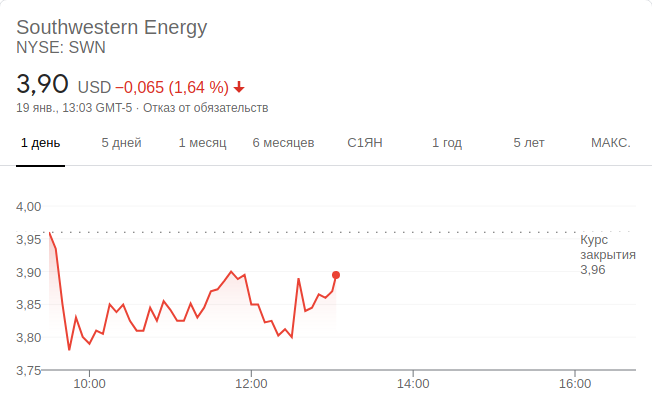 Southwestern Energy
NYSE: SWN
3,90 USD −0,065 (1,64 %)
19 янв., 13:03 GMT-5 · Отказ от обязательств
1 день 5 дней 1 месяц 6 месяцев С1ЯН 1 год 5 лет МАКС.
4,00
3,95
3,90
3,85
3,80
3,75
Курс
закрытия
3,96
10:00 12:00 14:00 16:00